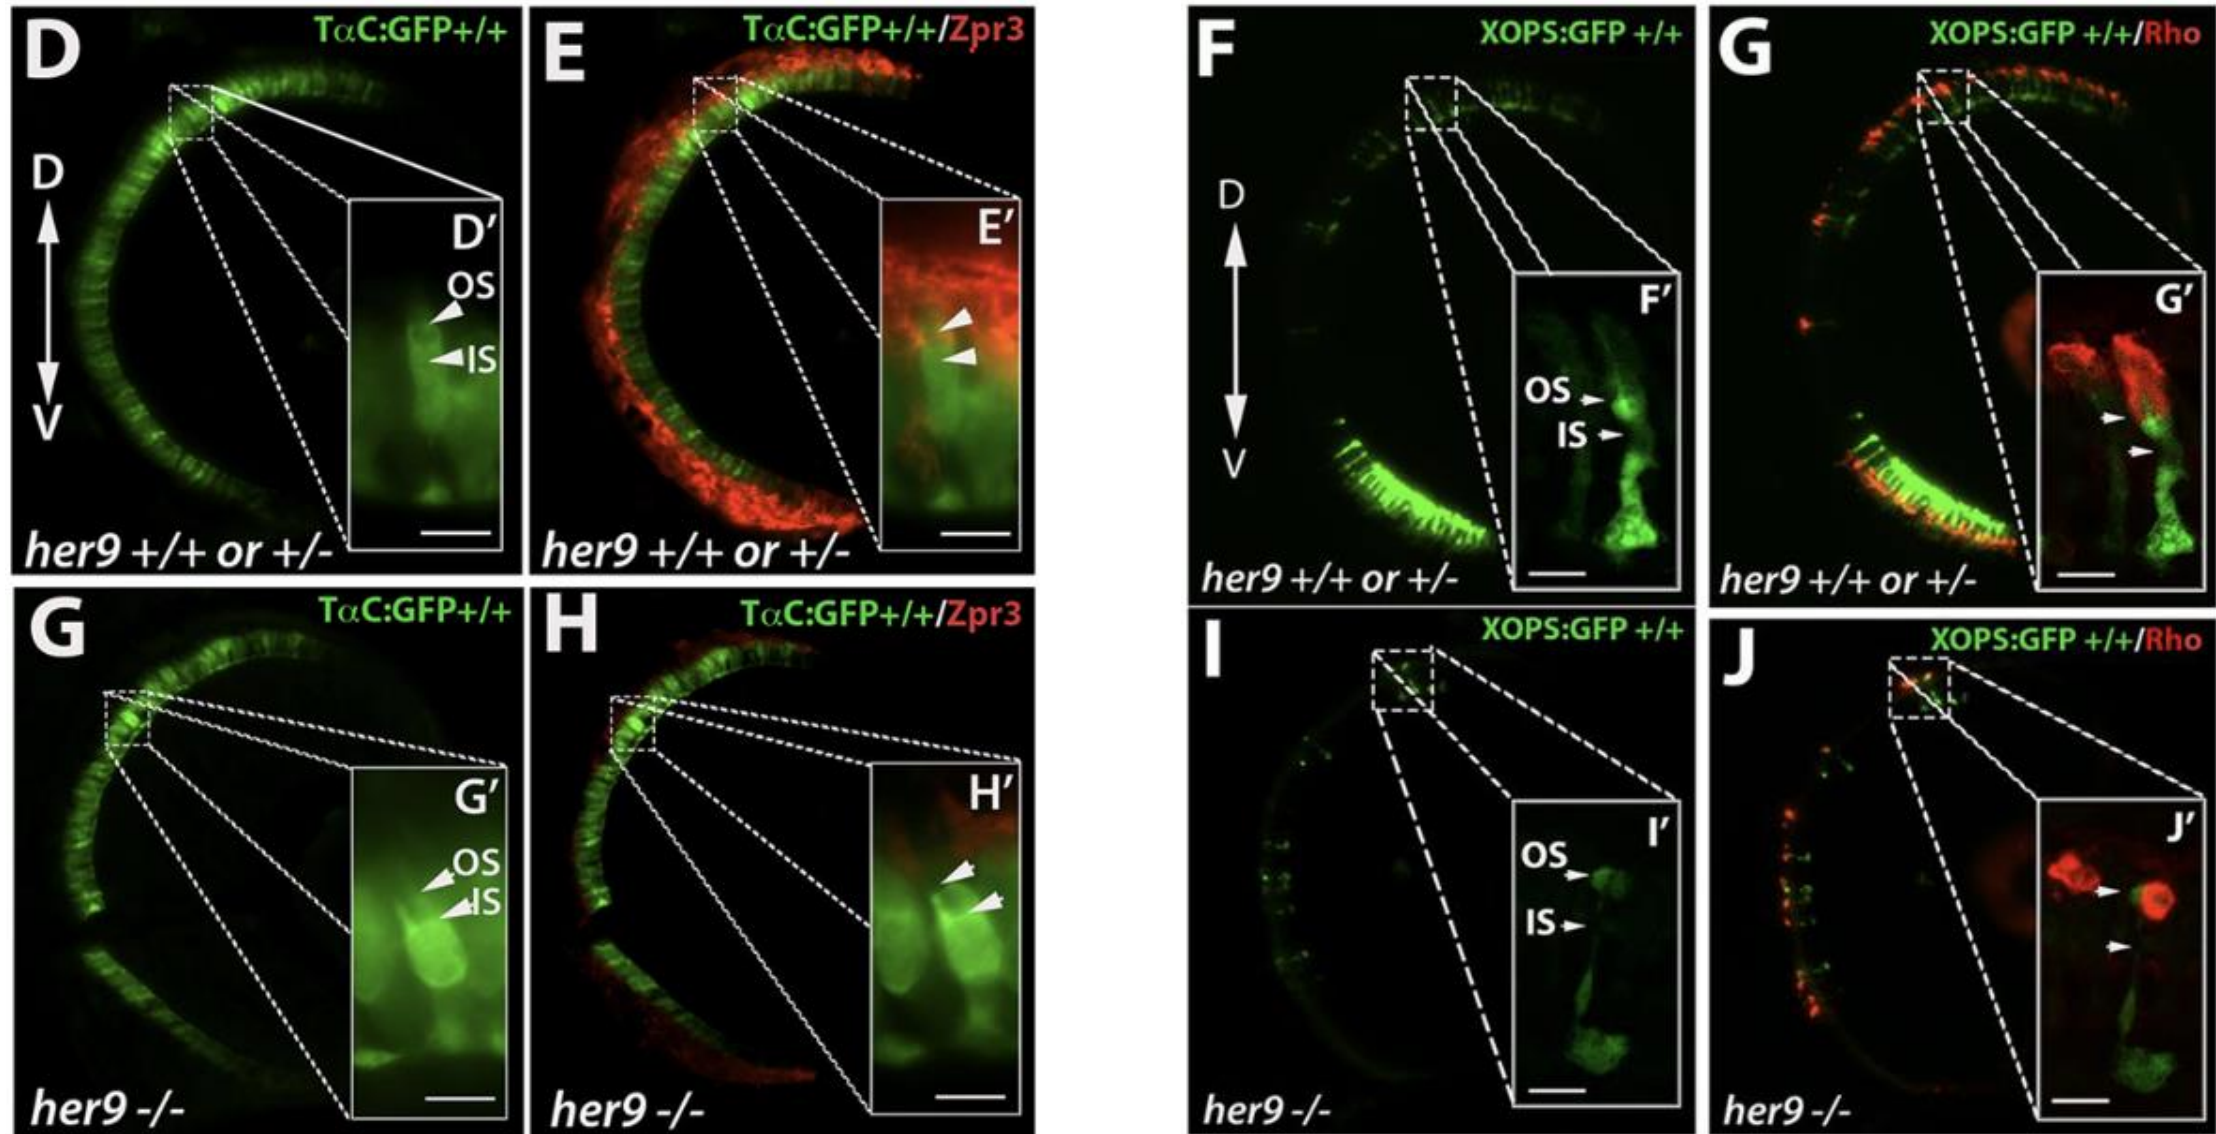 D
TαC:GFP+/+
D
V
D'
OS
IS
her9 +/+ or +/-
E
TαC:GFP+/+/Zpr3
E'
her9 +/+ or +/-
F
XOPS:GFP +/+
D
V
F'
OS
IS
her9 +/+ or +/-
G
XOPS:GFP +/+/Rho
G'
her9 +/+ or +/-
G
TαC:GFP+/+
G'
OS
IS
her9 -/-
H
TαC:GFP+/+/Zpr3
H'
her9 -/-
I
XOPS:GFP +/+
I'
OS
IS
her9 -/-
J
XOPS:GFP +/+/Rho
J'
her9 -/-